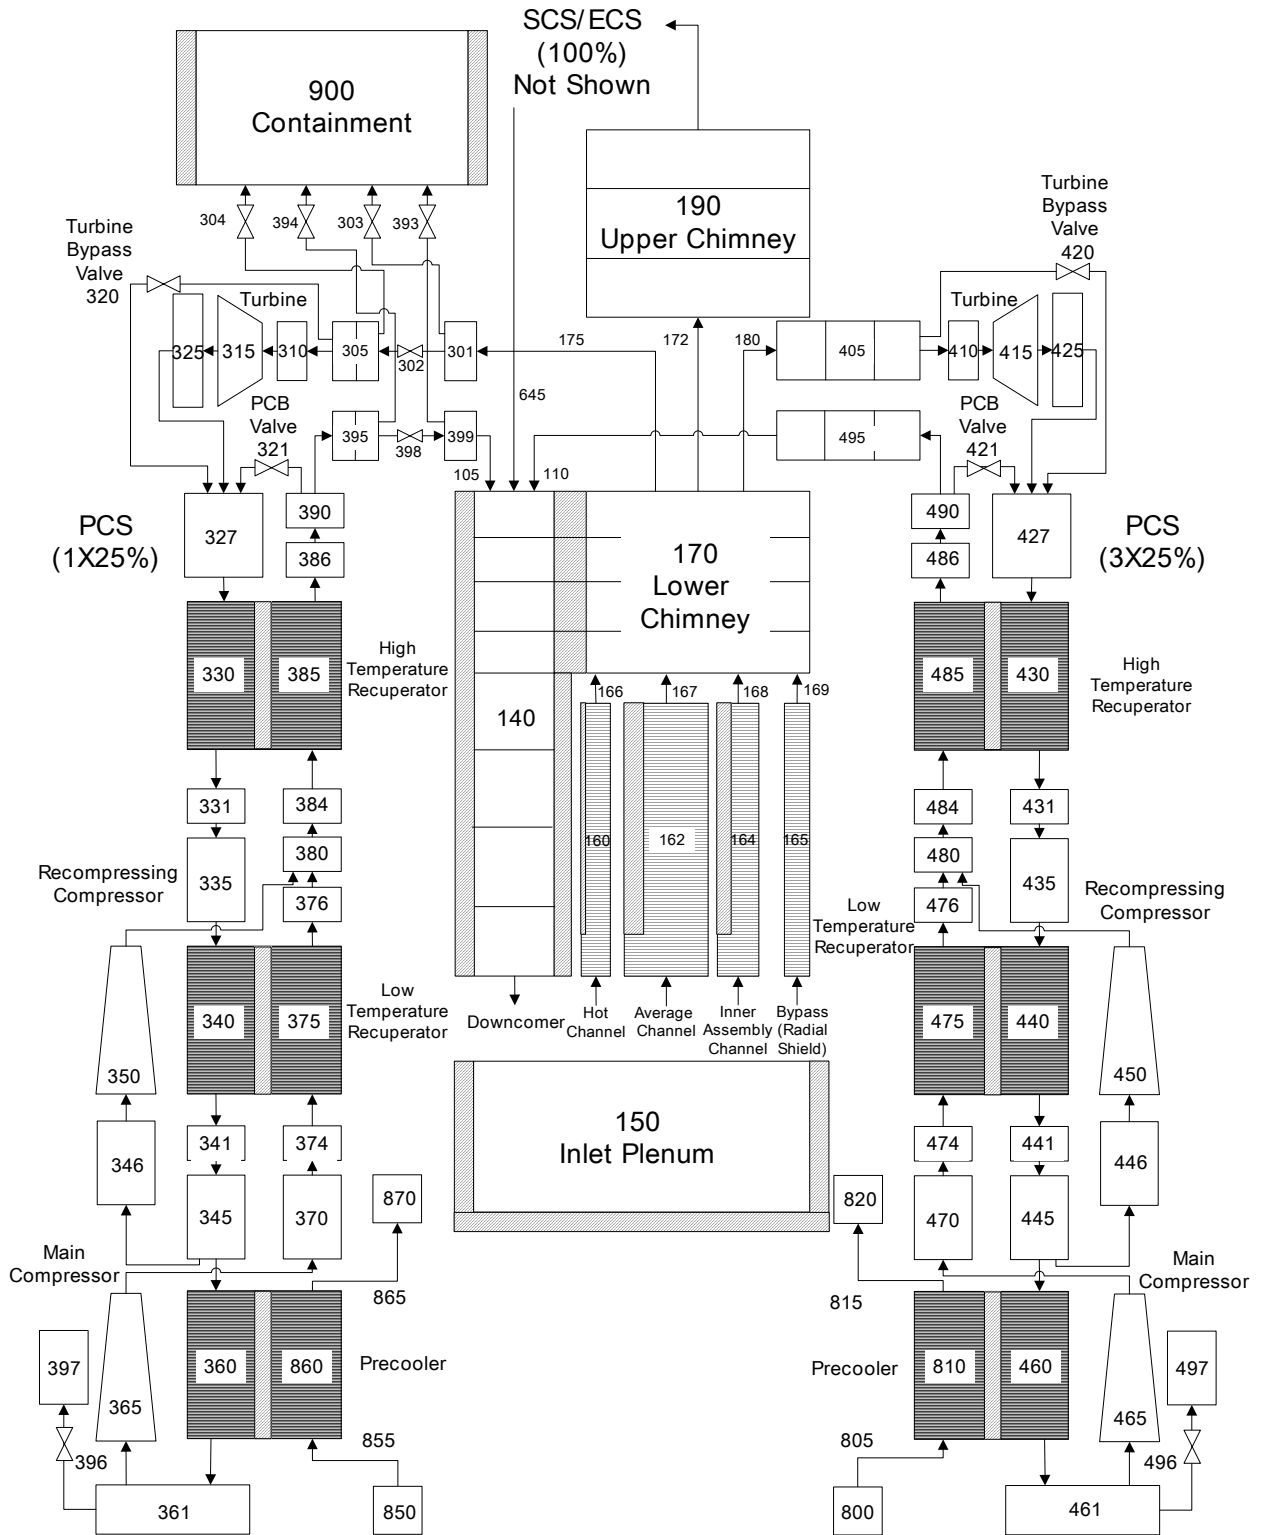 SCS/ECS
(100%)
Not Shown
900
Containment
190
Upper Chimney
304
394
303
393
Turbine
Bypass
Valve
320
Turbine
Bypass
Valve
420
Turbine
Turbine
325
315
310
305
302
301
175
172
180
405
410
415
425
645
PCB
Valve
321
395
398
399
495
PCB
Valve
421
105
110
PCS
(1X25%)
327
390
386
170
Lower
Chimney
490
486
427
PCS
(3X25%)
330
385
High
Temperature
Recuperator
140
166
167
168
169
485
430
High
Temperature
Recuperator
331
384
380
335
376
Recompressing
Compressor
160
162
164
165
484
431
480
435
476
Recompressing
Compressor
Low
Temperature
Recuperator
340
375
Low
Temperature
Recuperator
350
Downcomer
Hot
Channel
Average
Channel
Inner
Assembly
Channel
Bypass
(Radial
Shield)
475
440
450
341
374
346
150
Inlet Plenum
474
441
446
345
370
870
820
470
445
Main
Compressor
865
815
Main
Compressor
397
365
360
860
Precooler
Precooler
810
460
465
497
396
855
805
496
361
850
800
461